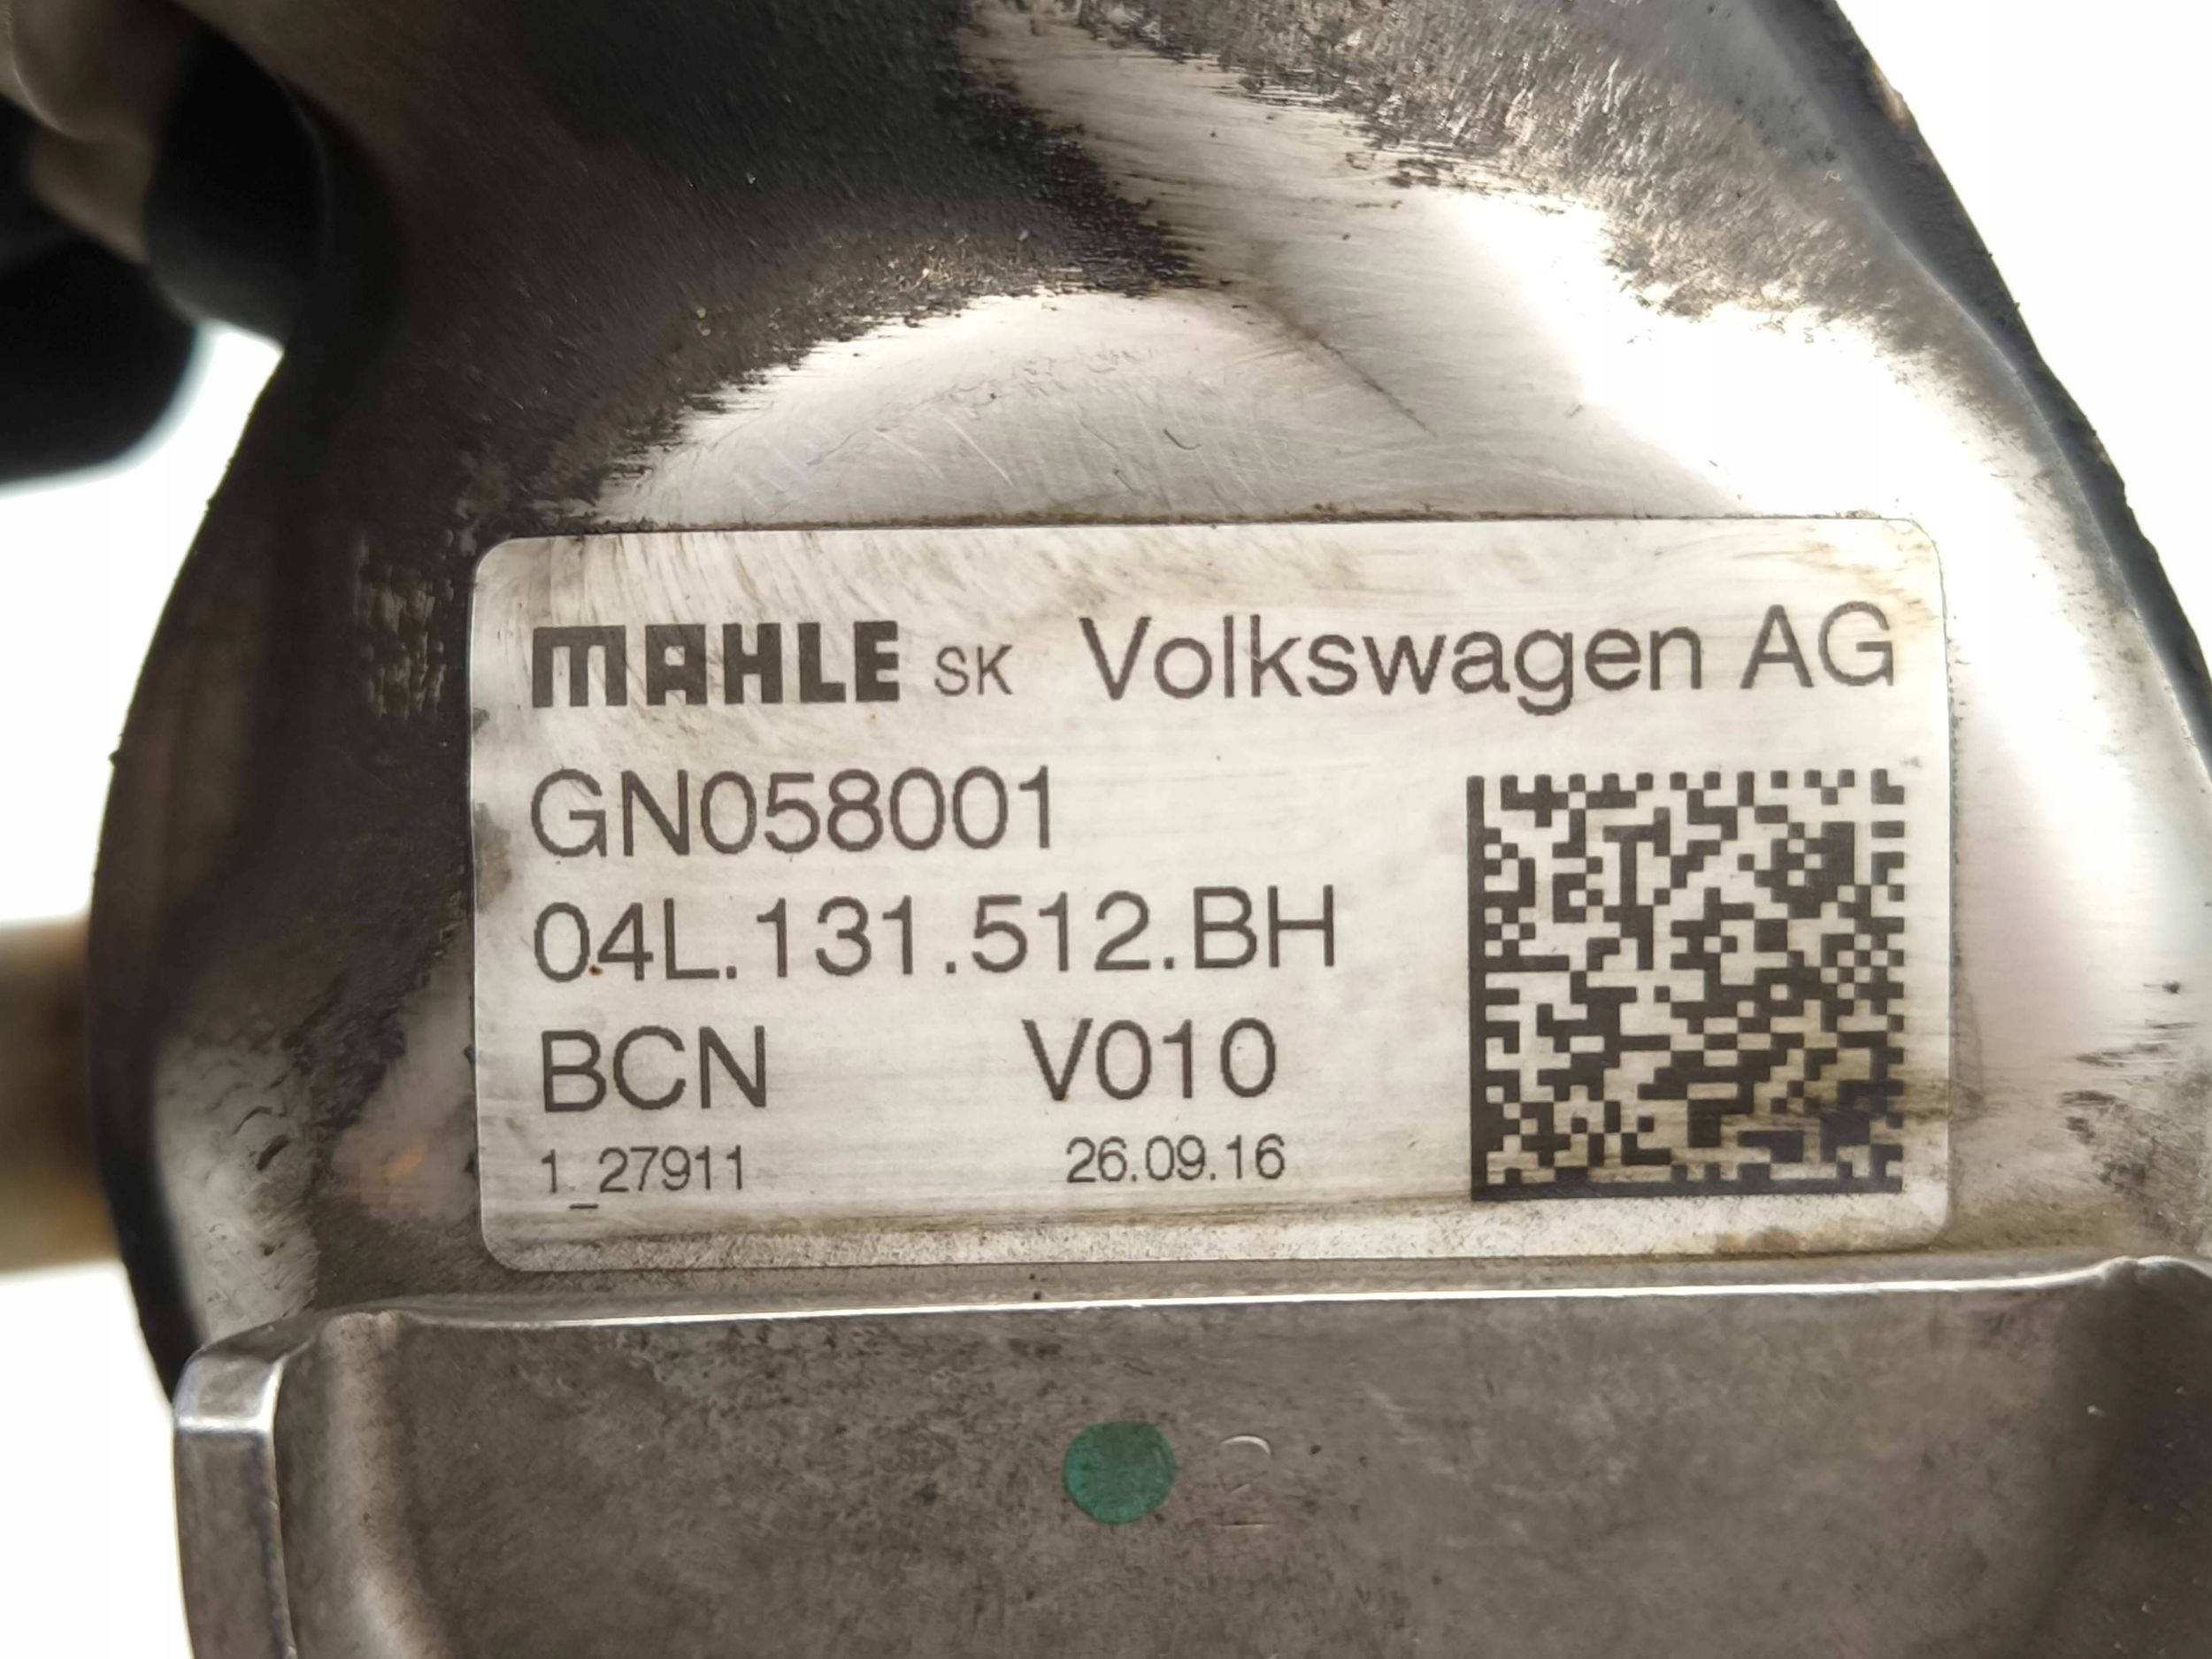 MAHLE SK Volkswagen AG
GN058001
04L.131.512.BH
BCN V010
1_27911 26.09.16